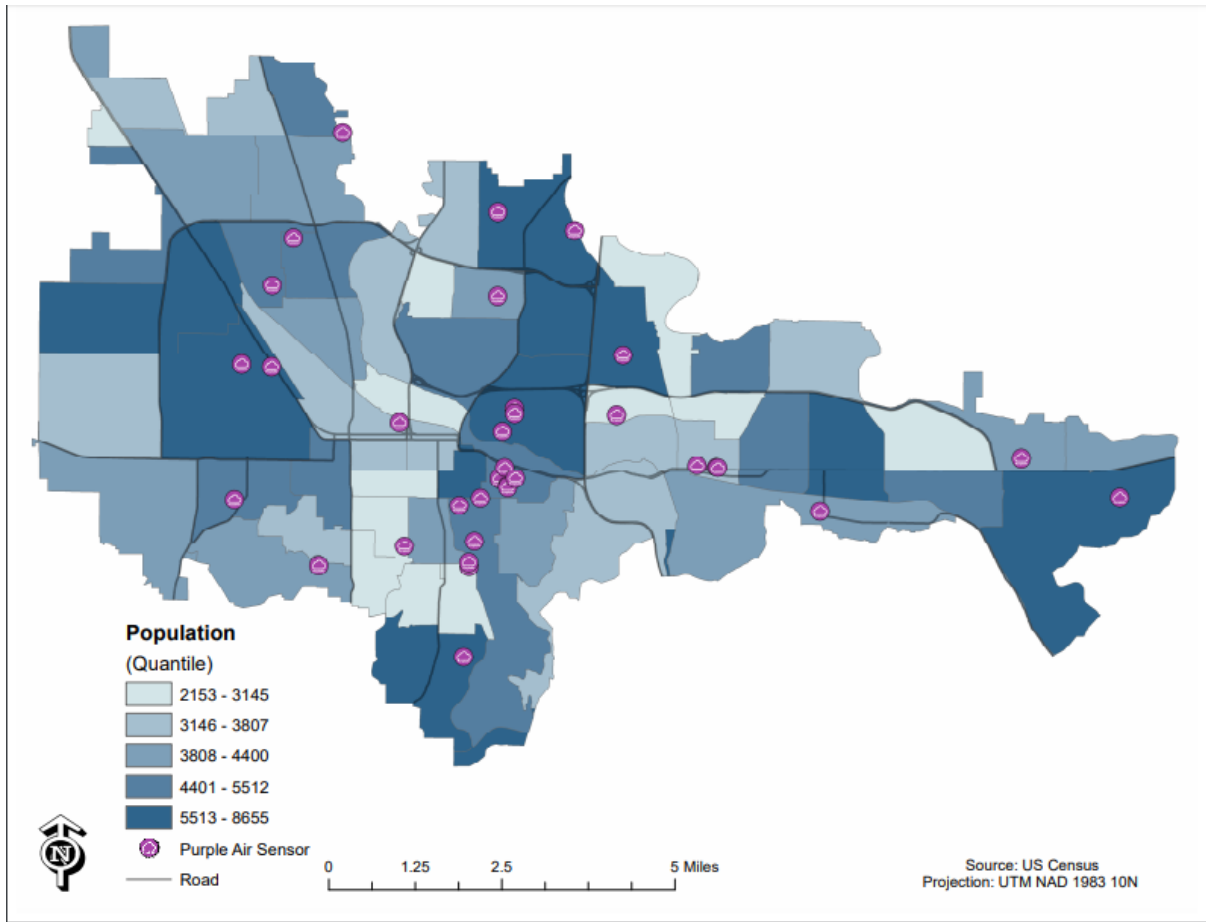 Population
(Quantile)
2153 - 3145
3146 - 3807
3808 - 4400
4401 - 5512
5513 - 8655
Purple Air Sensor
Road
N
0 1.25 2.5 5 Miles
Source: US Census
Projection: UTM NAD 1983 10N